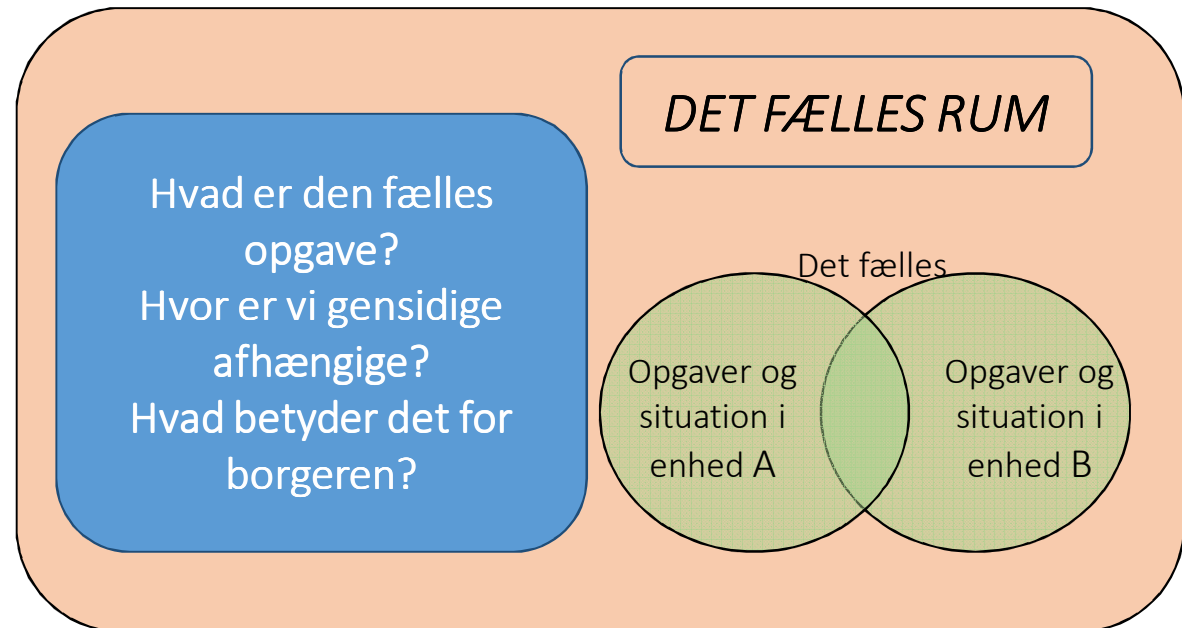 DET FÆLLES RUM
Hvad er den fælles
opgave?
Hvor er vi gensidige
afhængige?
Hvad betyder det for
borgeren?
Det fælles
Opgaver og
situation i
enhed A
Opgaver og
situation i
enhed B